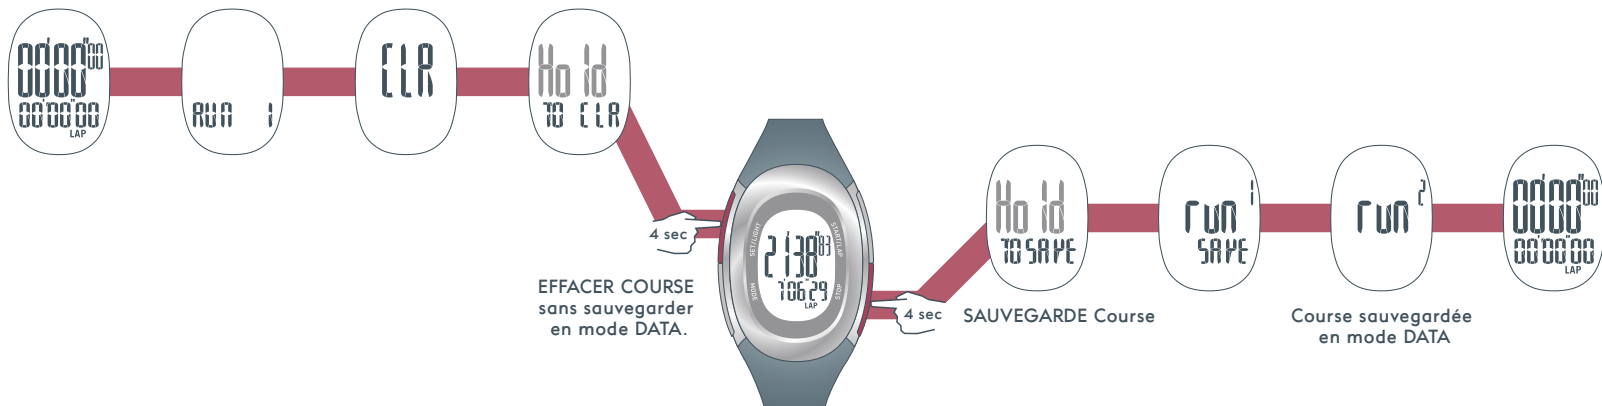 00'00"00
00'00"00
LAP
RUN 1
CLR
Hold
TO CLR
4 sec
EFFACER COURSE
sans sauvegarder
en mode DATA.
SET/LIGHT
START/LAP
MODE
STOP
21'38"83
1'06"29
LAP
4 sec
Hold
TO SAVE
SAUVEGARDE Course
run 1
SAVE
run 2
Course sauvegardée
en mode DATA
00'00"00
00'00"00
LAP